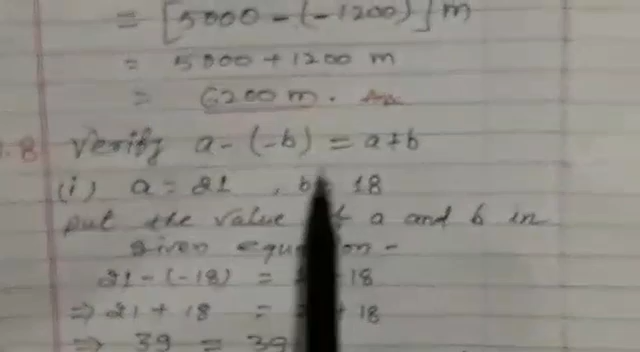 = [5000 - (-1200)] m
= 5000 + 1200 m
= 6200 m. Ans
.8 Verify a - (-b) = a + b
(i) a = 21 , b 18
put the value a and b in
given
21 - (-18) = + 18
⇒ 21 + 18 = + 18
⇒ 39 = 39